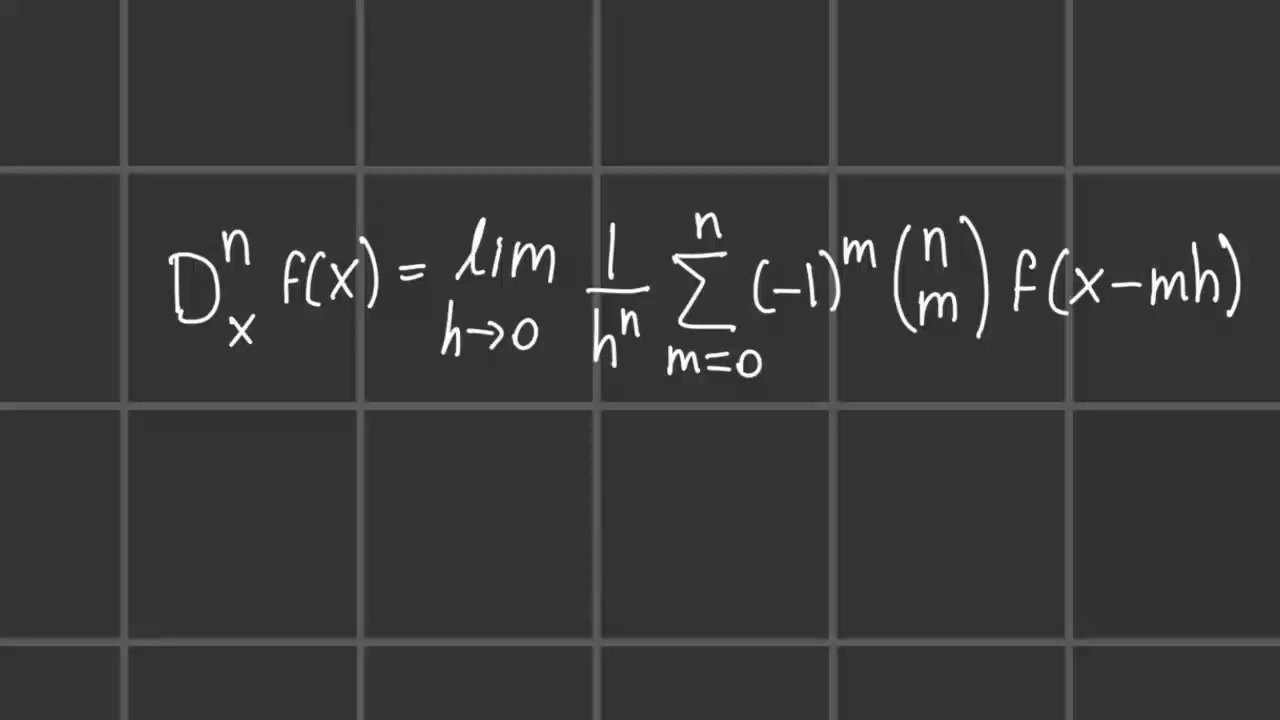 D_x^n f(x) = lim_{h→0} 1/h^n ∑_{m=0}^{n} (-1)^m (n m) f(x-mh)